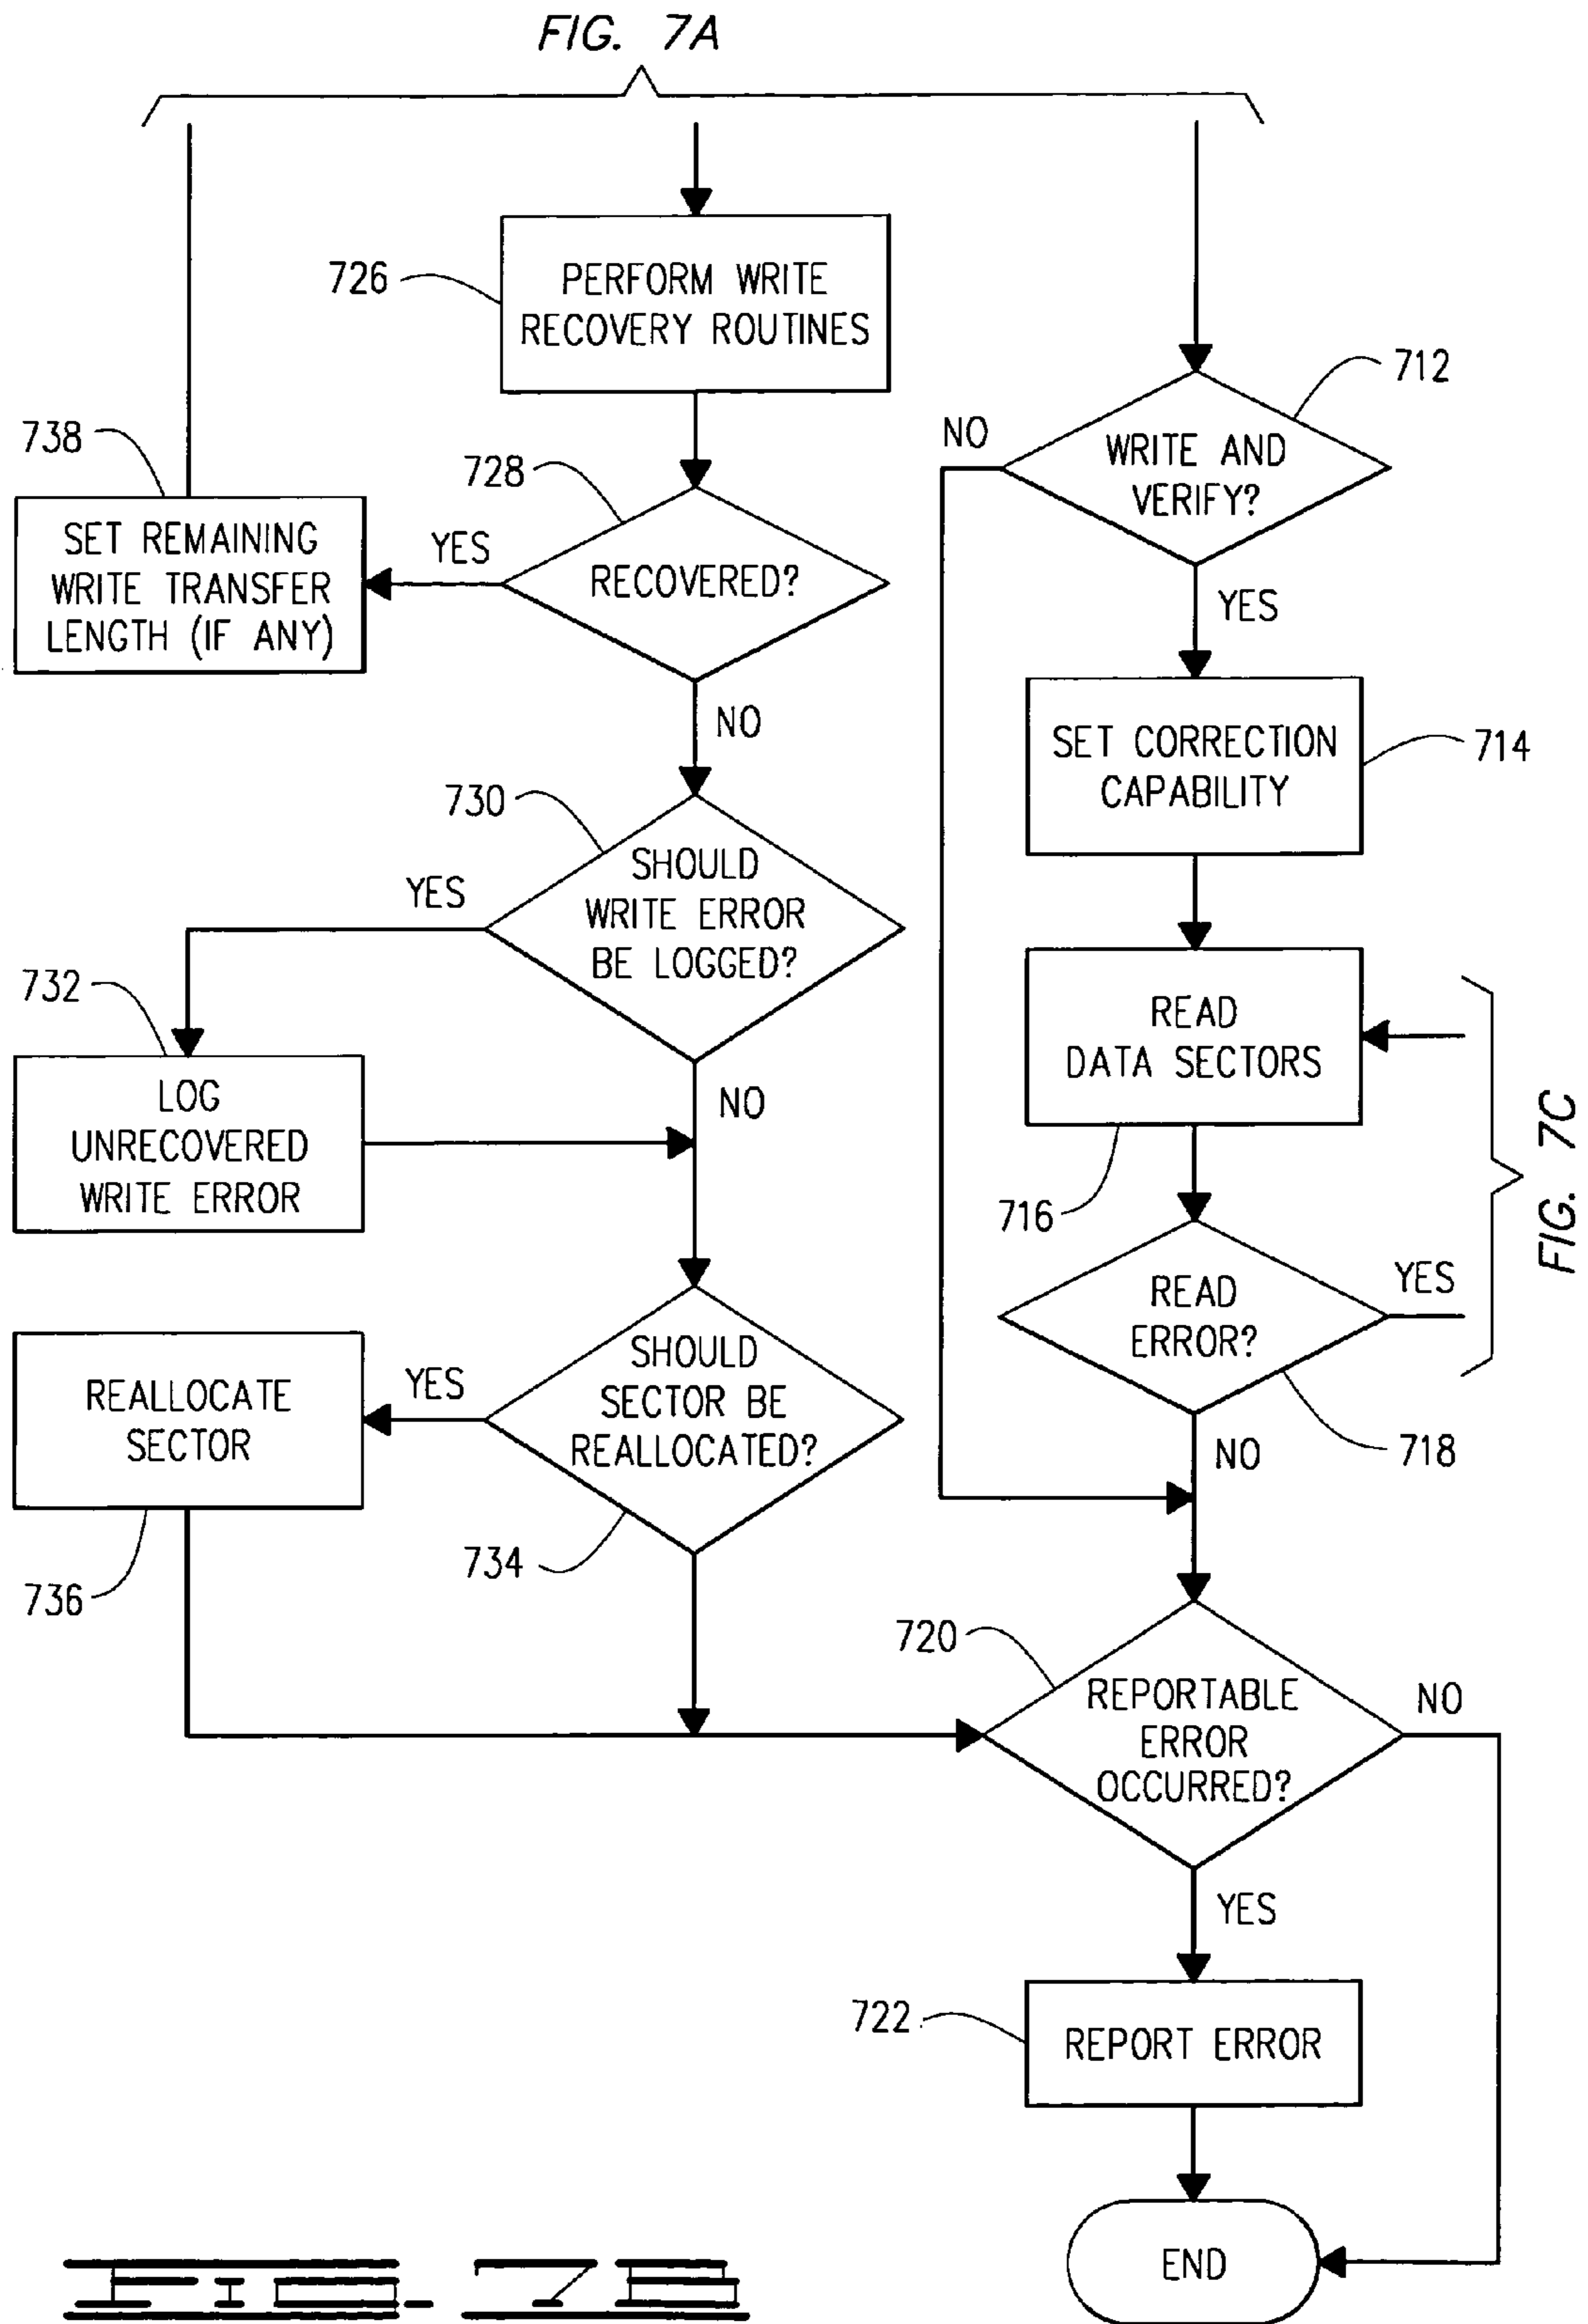 FIG. 7A
726
PERFORM WRITE
RECOVERY ROUTINES
712
NO
WRITE AND
VERIFY?
738
728
SET REMAINING
WRITE TRANSFER
LENGTH (IF ANY)
YES
RECOVERED?
YES
NO
SET CORRECTION
CAPABILITY
714
730
SHOULD
WRITE ERROR
BE LOGGED?
YES
732
LOG
UNRECOVERED
WRITE ERROR
NO
READ
DATA SECTORS
716
FIG. 7C
READ
ERROR?
YES
718
NO
REALLOCATE
SECTOR
YES
SHOULD
SECTOR BE
REALLOCATED?
734
736
720
REPORTABLE
ERROR
OCCURRED?
NO
YES
722
REPORT ERROR
END
FIG. 7B